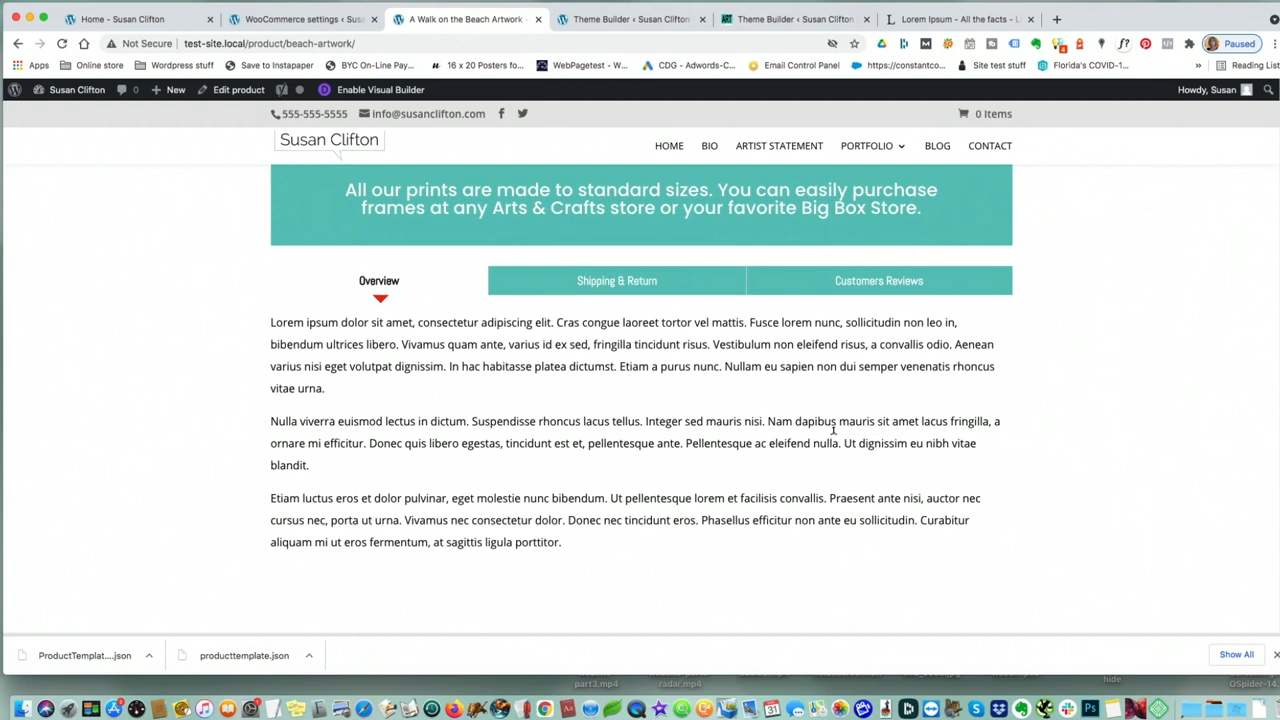 Home - Susan Clifton
WooCommerce settings < Susan
A Walk on the Beach Artwork -
Theme Builder < Susan Clifton
Theme Builder < Susan Clifton
Lorem Ipsum - All the facts -
Not Secure
test-site.local/product/beach-artwork/
Paused
Apps
Online store
Wordpress stuff
Save to Instapaper
BYC On-Line Pay...
16 x 20 Posters fo...
WebPagetest - W...
CDG - Adwords-C...
Email Control Panel
https://constantco...
Site test stuff
Florida's COVID-1...
»
Reading List
Susan Clifton
0
New
Edit product
Enable Visual Builder
Howdy, Susan
555-555-5555
info@susanclifton.com
0 Items
Susan Clifton
HOME
BIO
ARTIST STATEMENT
PORTFOLIO
BLOG
CONTACT
All our prints are made to standard sizes. You can easily purchase
frames at any Arts & Crafts store or your favorite Big Box Store.
Overview
Shipping & Return
Customers Reviews
Lorem ipsum dolor sit amet, consectetur adipiscing elit. Cras congue laoreet tortor vel mattis. Fusce lorem nunc, sollicitudin non leo in,
bibendum ultrices libero. Vivamus quam ante, varius id ex sed, fringilla tincidunt risus. Vestibulum non eleifend risus, a convallis odio. Aenean
varius nisi eget volutpat dignissim. In hac habitasse platea dictumst. Etiam a purus nunc. Nullam eu sapien non dui semper venenatis rhoncus
vitae urna.
Nulla viverra euismod lectus in dictum. Suspendisse rhoncus lacus tellus. Integer sed mauris nisi. Nam dapibus mauris sit amet lacus fringilla, a
ornare mi efficitur. Donec quis libero egestas, tincidunt est et, pellentesque ante. Pellentesque ac eleifend nulla. Ut dignissim eu nibh vitae
blandit.
Etiam luctus eros et dolor pulvinar, eget molestie nunc bibendum. Ut pellentesque lorem et facilisis convallis. Praesent ante nisi, auctor nec
cursus nec, porta ut urna. Vivamus nec consectetur dolor. Donec nec tincidunt eros. Phasellus efficitur non ante eu sollicitudin. Curabitur
aliquam mi ut eros fermentum, at sagittis ligula porttitor.
ProductTemplat....json
producttemplate.json
Show All
part3.mp4
radar.mp4
hide
OSpider-14.